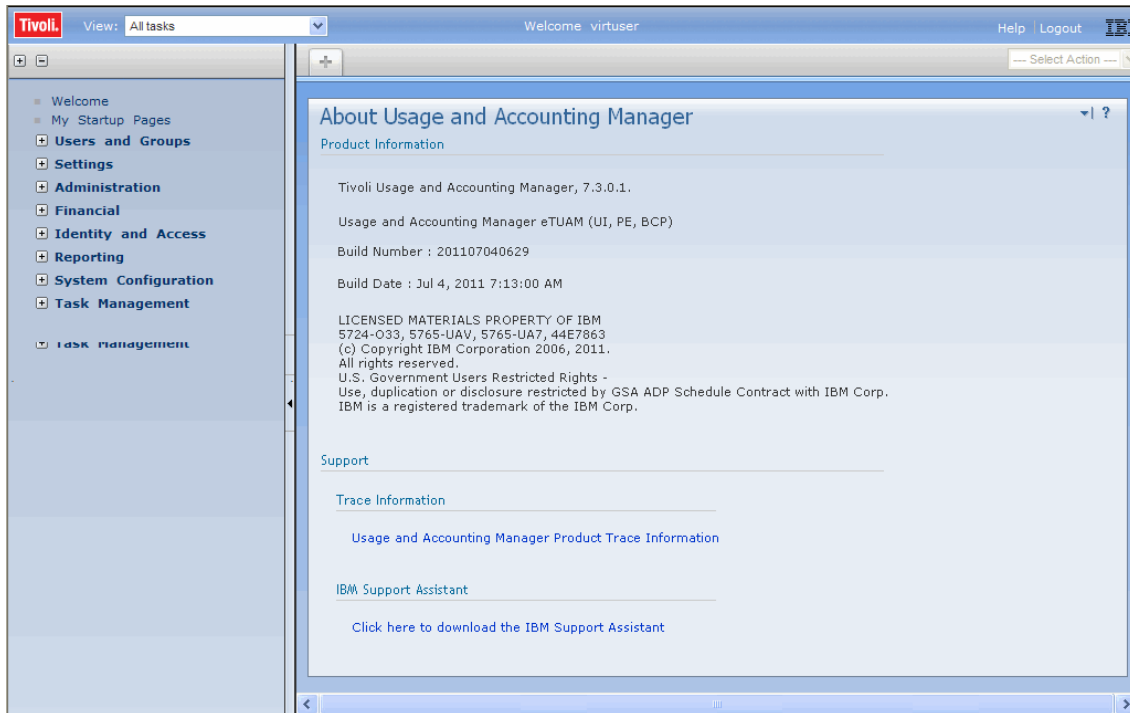 Tivoli. View: All tasks Welcome virtuser Help Logout IBM
--- Select Action ---
Welcome
My Startup Pages
Users and Groups
Settings
Administration
Financial
Identity and Access
Reporting
System Configuration
Task Management
Task Management
About Usage and Accounting Manager ?
Product Information
Tivoli Usage and Accounting Manager, 7.3.0.1.
Usage and Accounting Manager eTUAM (UI, PE, BCP)
Build Number : 201107040629
Build Date : Jul 4, 2011 7:13:00 AM
LICENSED MATERIALS PROPERTY OF IBM
5724-O33, 5765-UAV, 5765-UA7, 44E7863
(c) Copyright IBM Corporation 2006, 2011.
All rights reserved.
U.S. Government Users Restricted Rights -
Use, duplication or disclosure restricted by GSA ADP Schedule Contract with IBM Corp.
IBM is a registered trademark of the IBM Corp.
Support
Trace Information
Usage and Accounting Manager Product Trace Information
IBM Support Assistant
Click here to download the IBM Support Assistant